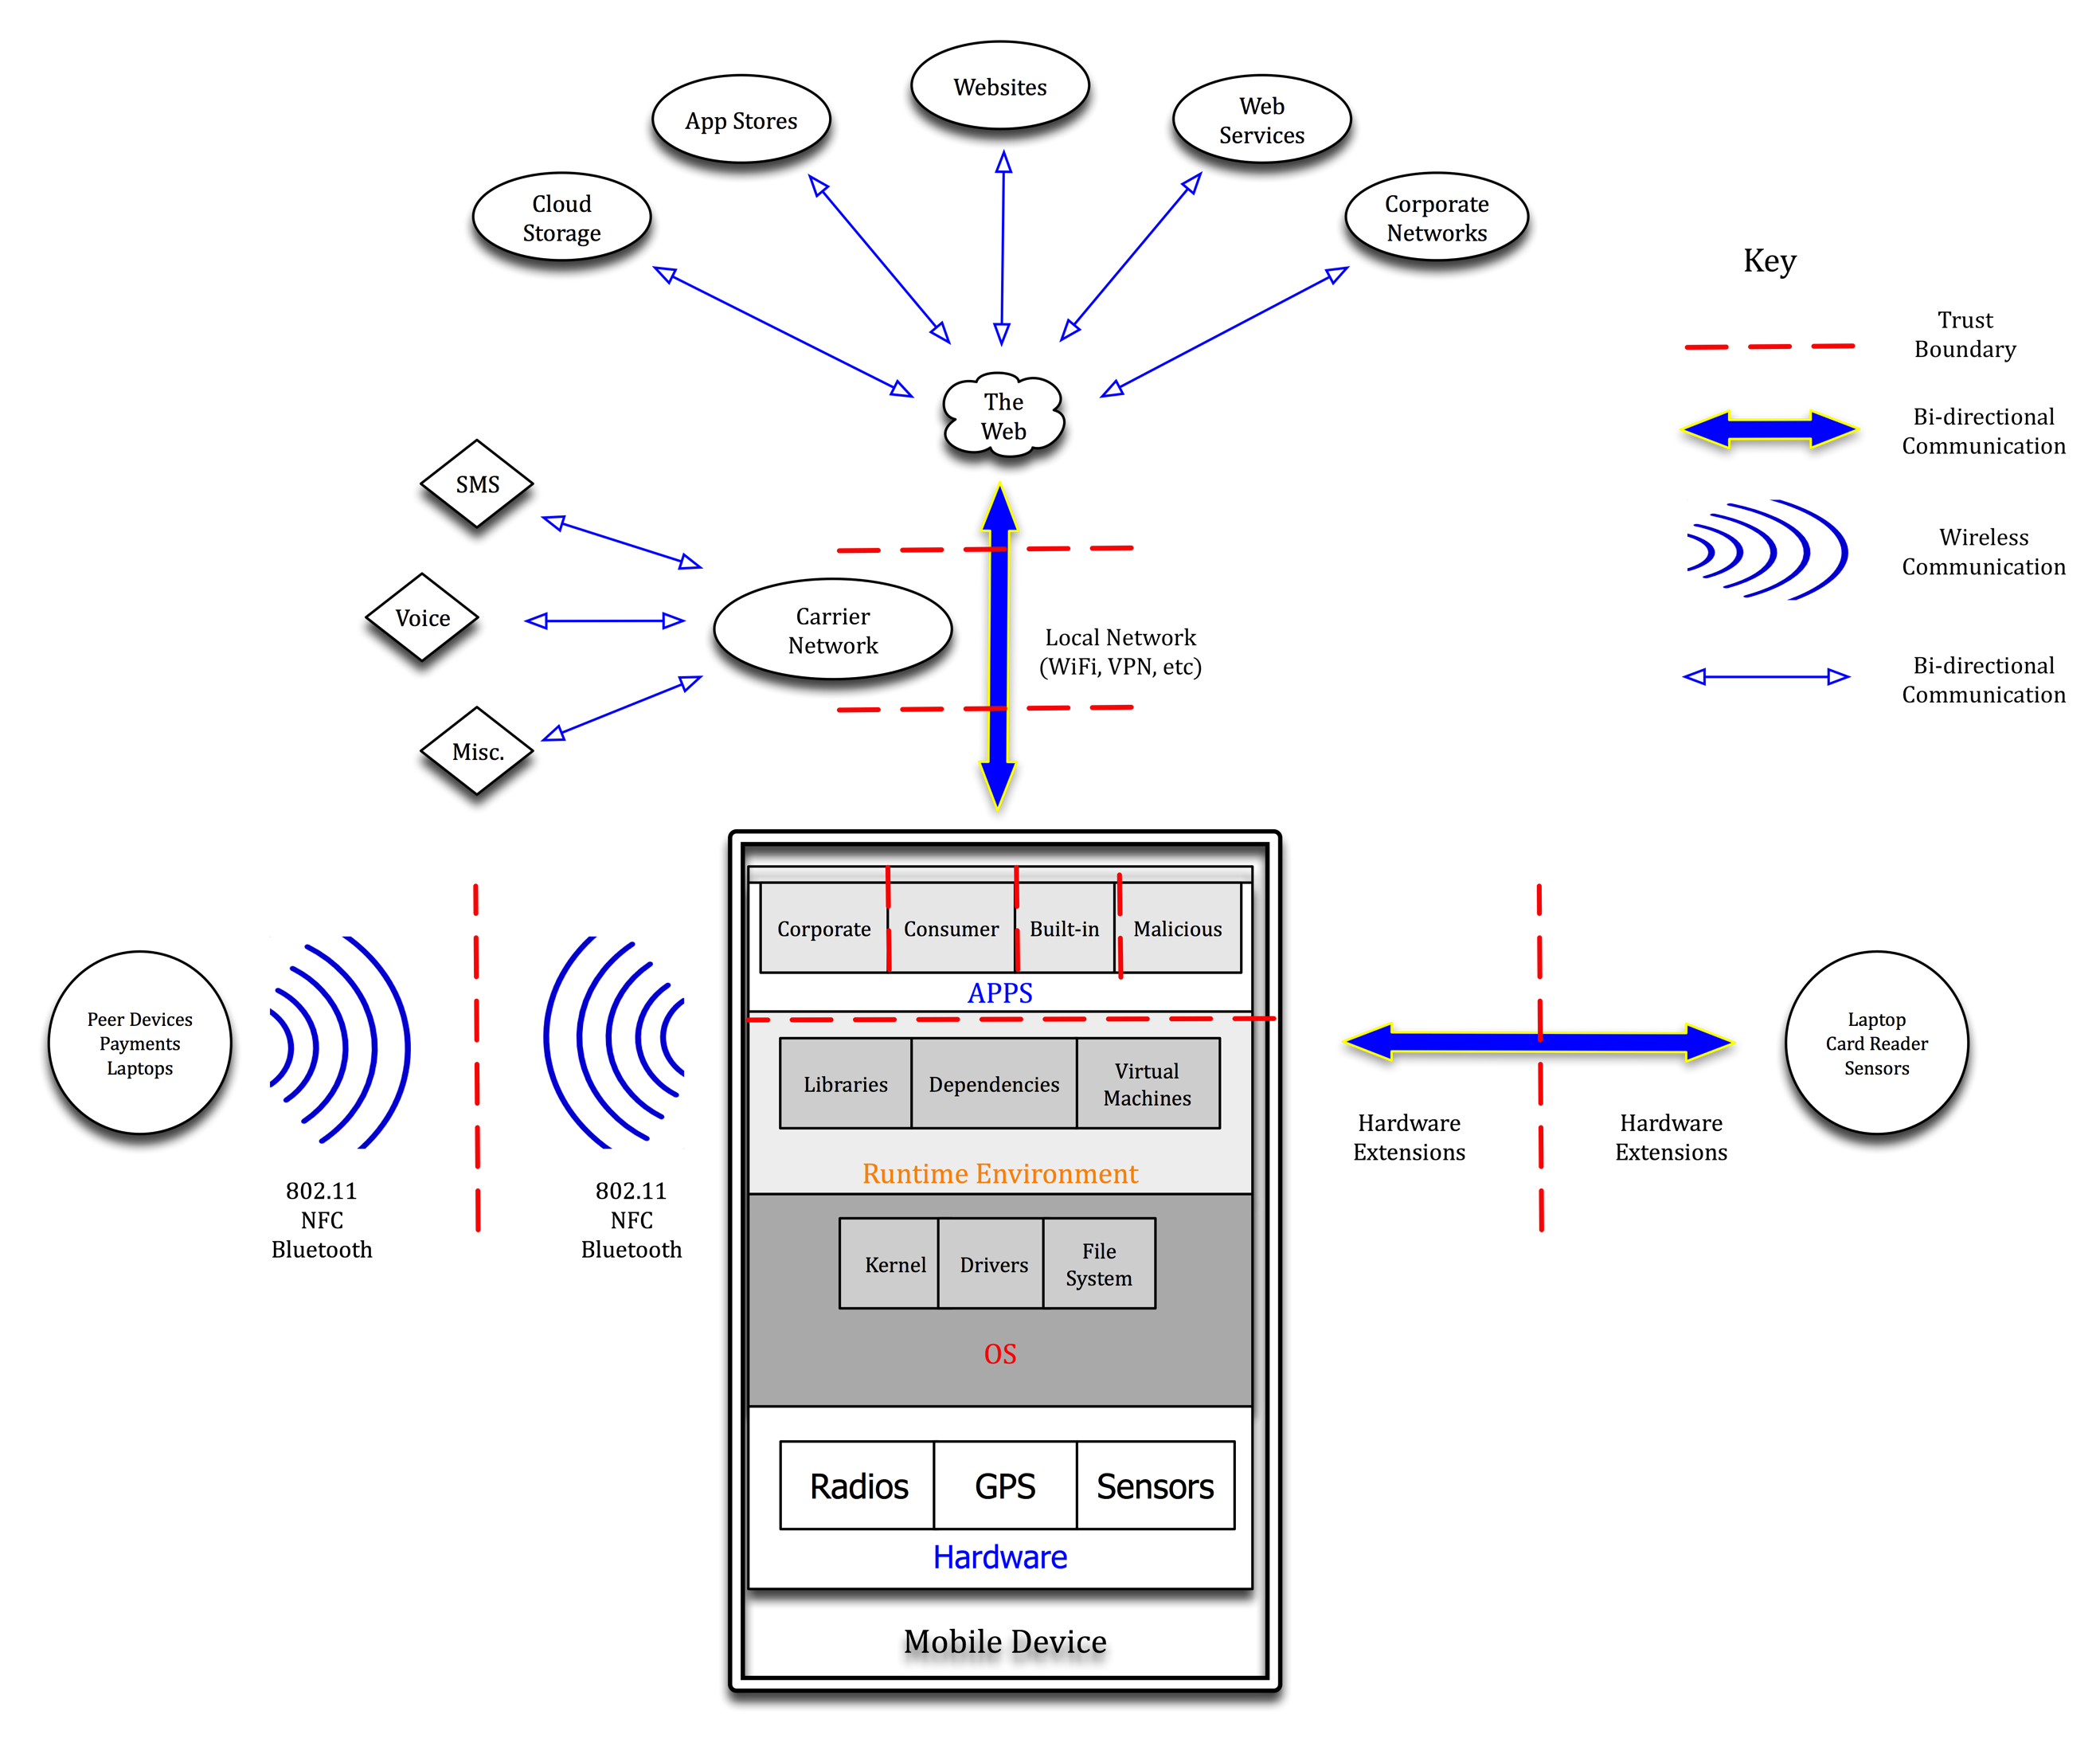 Websites
App Stores
Web
Services
Cloud
Storage
Corporate
Networks
Key
Trust
Boundary
The
Web
Bi-directional
Communication
SMS
Wireless
Communication
Voice
Carrier
Network
Local Network
(WiFi, VPN, etc)
Bi-directional
Communication
Misc.
Corporate
Consumer
Built-in
Malicious
APPS
Peer Devices
Payments
Laptops
802.11
NFC
Bluetooth
802.11
NFC
Bluetooth
Libraries
Dependencies
Virtual
Machines
Runtime Environment
Hardware
Extensions
Hardware
Extensions
Laptop
Card Reader
Sensors
Kernel
Drivers
File
System
OS
Radios
GPS
Sensors
Hardware
Mobile Device